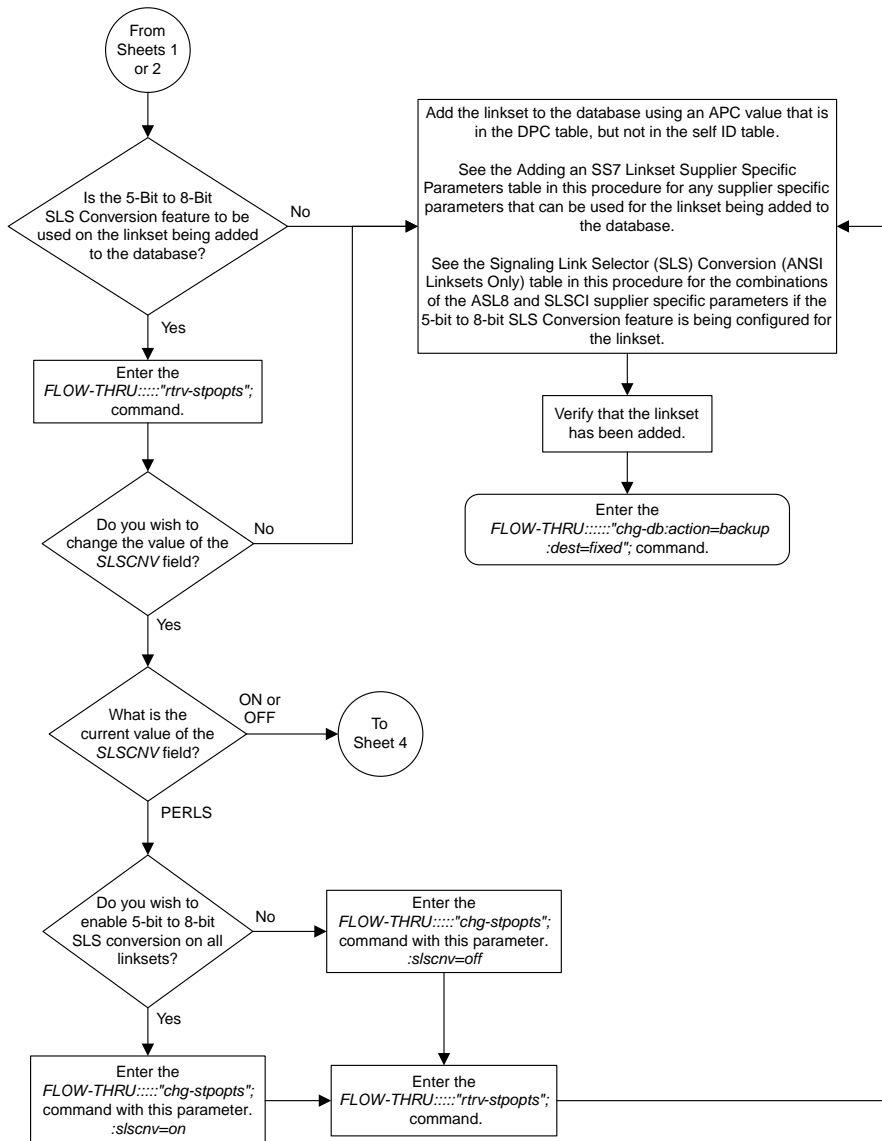 From
Sheets 1
or 2
Is the 5-Bit to 8-Bit
SLS Conversion feature to be
used on the linkset being added
to the database?
No
Yes
Add the linkset to the database using an APC value that is
in the DPC table, but not in the self ID table.
See the Adding an SS7 Linkset Supplier Specific
Parameters table in this procedure for any supplier specific
parameters that can be used for the linkset being added to
the database.
See the Signaling Link Selector (SLS) Conversion (ANSI
Linksets Only) table in this procedure for the combinations
of the ASL8 and SLSCI supplier specific parameters if the
5-bit to 8-bit SLS Conversion feature is being configured for
the linkset.
Enter the
FLOW-THRU:::::"rtrv-stpopts";
command.
Verify that the linkset
has been added.
Do you wish to
change the value of the
SLSCNV field?
No
Yes
Enter the
FLOW-THRU::::::"chg-db:action=backup
:dest=fixed"; command.
What is the
current value of the
SLSCNV field?
ON or
OFF
To
Sheet 4
PERLS
Do you wish to
enable 5-bit to 8-bit
SLS conversion on all
linksets?
No
Yes
Enter the
FLOW-THRU:::::"chg-stpopts";
command with this parameter.
:slscnv=off
Enter the
FLOW-THRU:::::"chg-stpopts";
command with this parameter.
:slscnv=on
Enter the
FLOW-THRU:::::"rtrv-stpopts";
command.